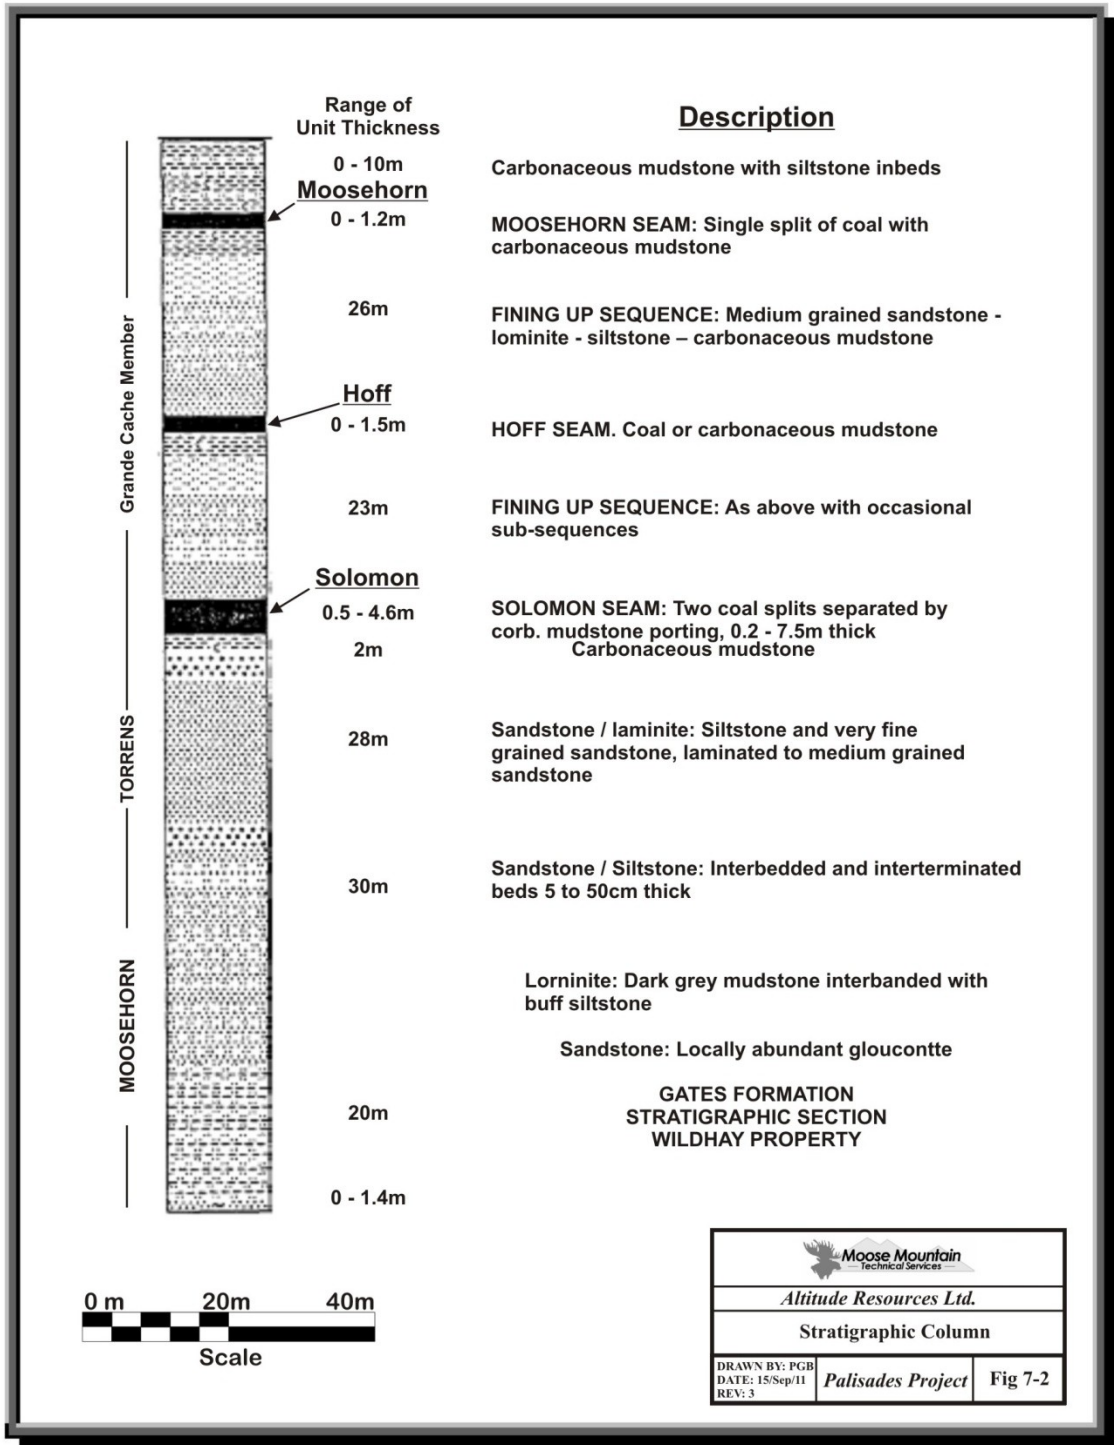 Range of
Unit Thickness
Description
0 - 10m
Carbonaceous mudstone with siltstone inbeds
Moosehorn
0 - 1.2m
MOOSEHORN SEAM: Single split of coal with
carbonaceous mudstone
26m
FINING UP SEQUENCE: Medium grained sandstone -
lominite - siltstone – carbonaceous mudstone
Grande Cache Member
Hoff
0 - 1.5m
HOFF SEAM. Coal or carbonaceous mudstone
23m
FINING UP SEQUENCE: As above with occasional
sub-sequences
Solomon
0.5 - 4.6m
SOLOMON SEAM: Two coal splits separated by
corb. mudstone porting, 0.2 - 7.5m thick
2m
Carbonaceous mudstone
TORRENS
28m
Sandstone / laminite: Siltstone and very fine
grained sandstone, laminated to medium grained
sandstone
30m
Sandstone / Siltstone: Interbedded and interterminated
beds 5 to 50cm thick
MOOSEHORN
Lorninite: Dark grey mudstone interbanded with
buff siltstone
Sandstone: Locally abundant gloucontte
20m
GATES FORMATION
STRATIGRAPHIC SECTION
WILDHAY PROPERTY
0 - 1.4m
0 m 20m 40m
Scale
Moose Mountain
Technical Services
Altitude Resources Ltd.
Stratigraphic Column
DRAWN BY: PGB
DATE: 15/Sep/11
REV: 3
Palisades Project
Fig 7-2